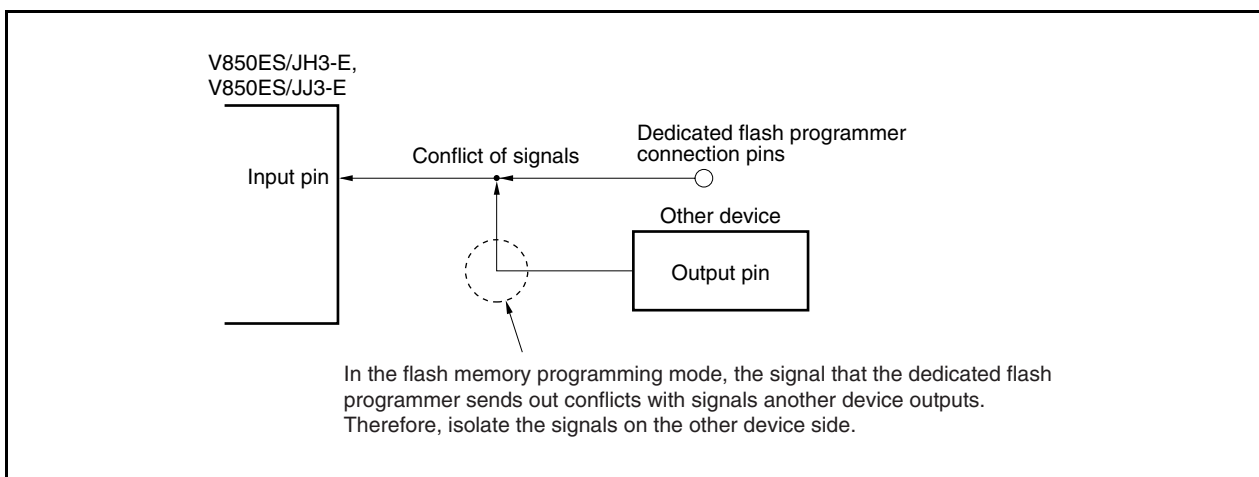 V850ES/JH3-E,
V850ES/JJ3-E
Dedicated flash programmer
connection pins
Conflict of signals
Input pin
Other device
Output pin
In the flash memory programming mode, the signal that the dedicated flash
programmer sends out conflicts with signals another device outputs.
Therefore, isolate the signals on the other device side.